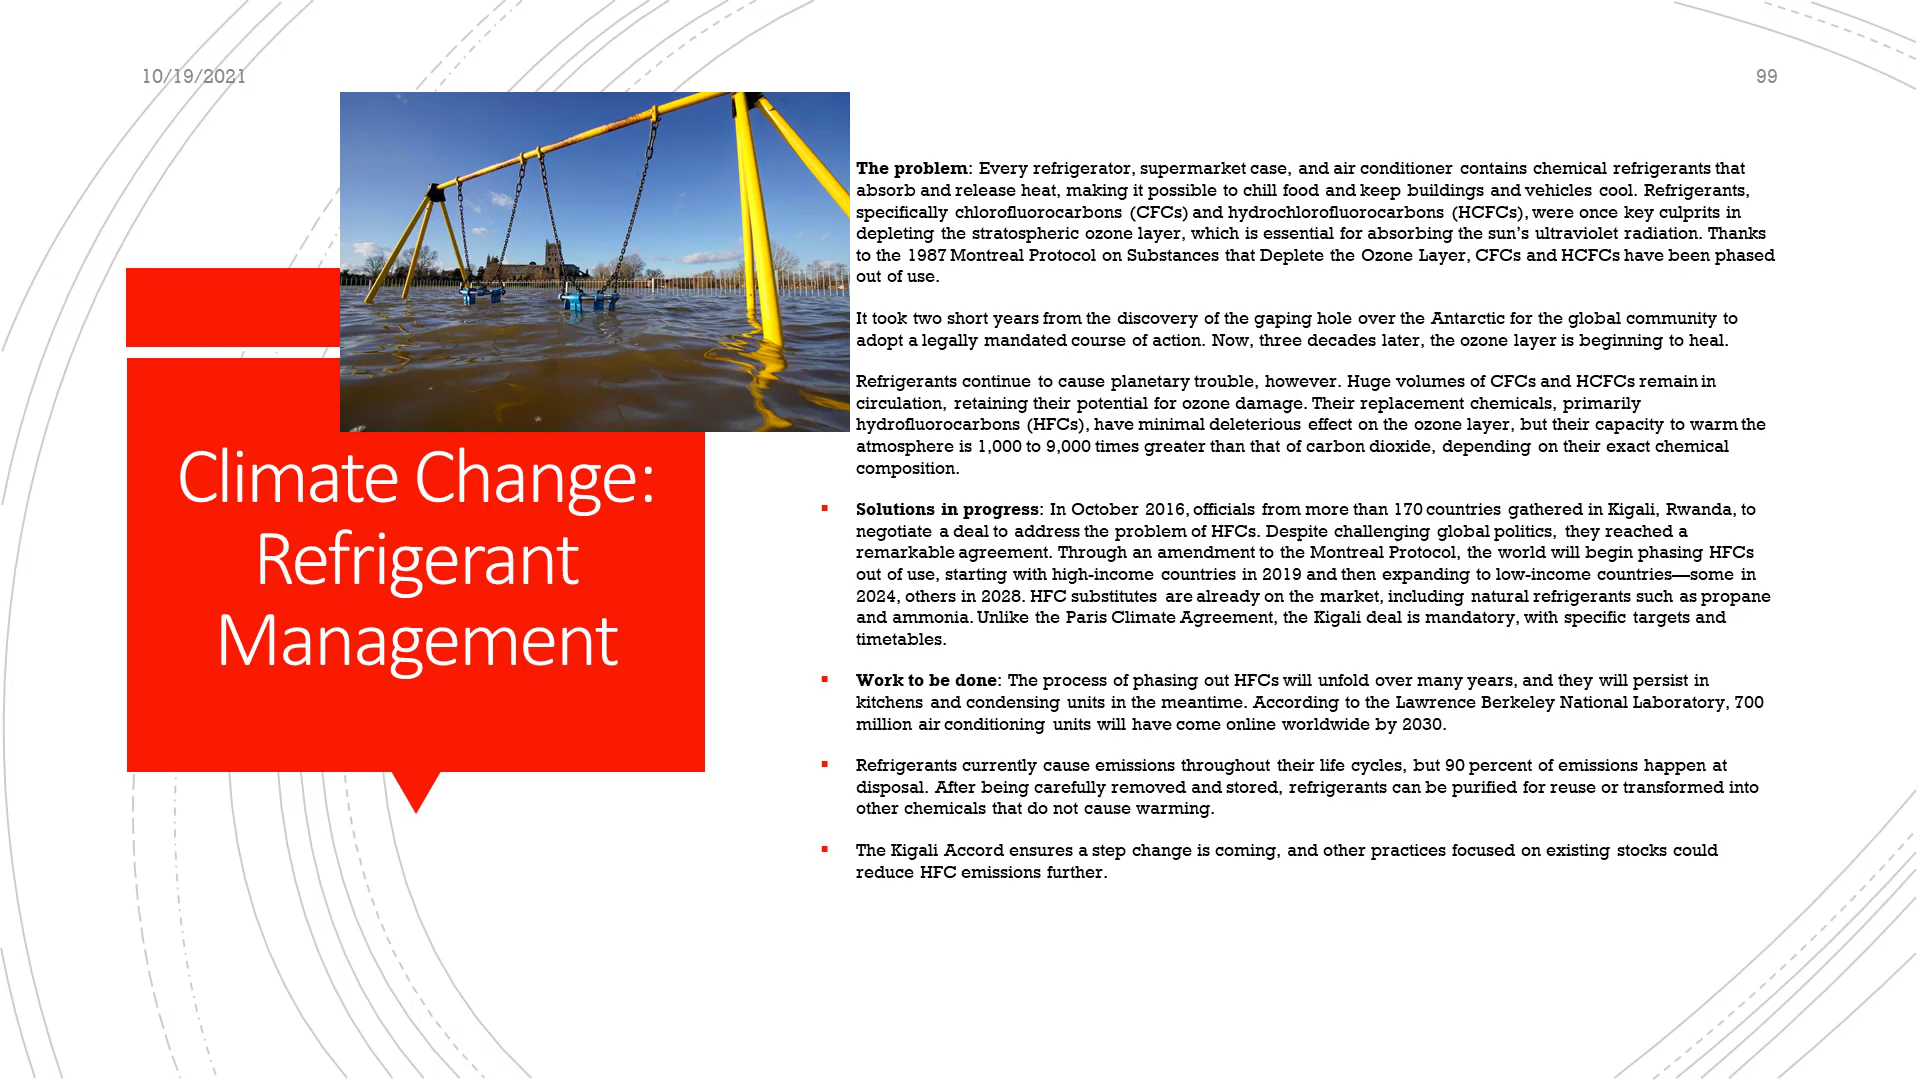 10/19/2021
99
Climate Change:
Refrigerant
Management
The problem: Every refrigerator, supermarket case, and air conditioner contains chemical refrigerants that
absorb and release heat, making it possible to chill food and keep buildings and vehicles cool. Refrigerants,
specifically chlorofluorocarbons (CFCs) and hydrochlorofluorocarbons (HCFCs), were once key culprits in
depleting the stratospheric ozone layer, which is essential for absorbing the sun’s ultraviolet radiation. Thanks
to the 1987 Montreal Protocol on Substances that Deplete the Ozone Layer, CFCs and HCFCs have been phased
out of use.
It took two short years from the discovery of the gaping hole over the Antarctic for the global community to
adopt a legally mandated course of action. Now, three decades later, the ozone layer is beginning to heal.
Refrigerants continue to cause planetary trouble, however. Huge volumes of CFCs and HCFCs remain in
circulation, retaining their potential for ozone damage. Their replacement chemicals, primarily
hydrofluorocarbons (HFCs), have minimal deleterious effect on the ozone layer, but their capacity to warm the
atmosphere is 1,000 to 9,000 times greater than that of carbon dioxide, depending on their exact chemical
composition.
▪ Solutions in progress: In October 2016, officials from more than 170 countries gathered in Kigali, Rwanda, to
negotiate a deal to address the problem of HFCs. Despite challenging global politics, they reached a
remarkable agreement. Through an amendment to the Montreal Protocol, the world will begin phasing HFCs
out of use, starting with high-income countries in 2019 and then expanding to low-income countries—some in
2024, others in 2028. HFC substitutes are already on the market, including natural refrigerants such as propane
and ammonia. Unlike the Paris Climate Agreement, the Kigali deal is mandatory, with specific targets and
timetables.
▪ Work to be done: The process of phasing out HFCs will unfold over many years, and they will persist in
kitchens and condensing units in the meantime. According to the Lawrence Berkeley National Laboratory, 700
million air conditioning units will have come online worldwide by 2030.
▪ Refrigerants currently cause emissions throughout their life cycles, but 90 percent of emissions happen at
disposal. After being carefully removed and stored, refrigerants can be purified for reuse or transformed into
other chemicals that do not cause warming.
▪ The Kigali Accord ensures a step change is coming, and other practices focused on existing stocks could
reduce HFC emissions further.